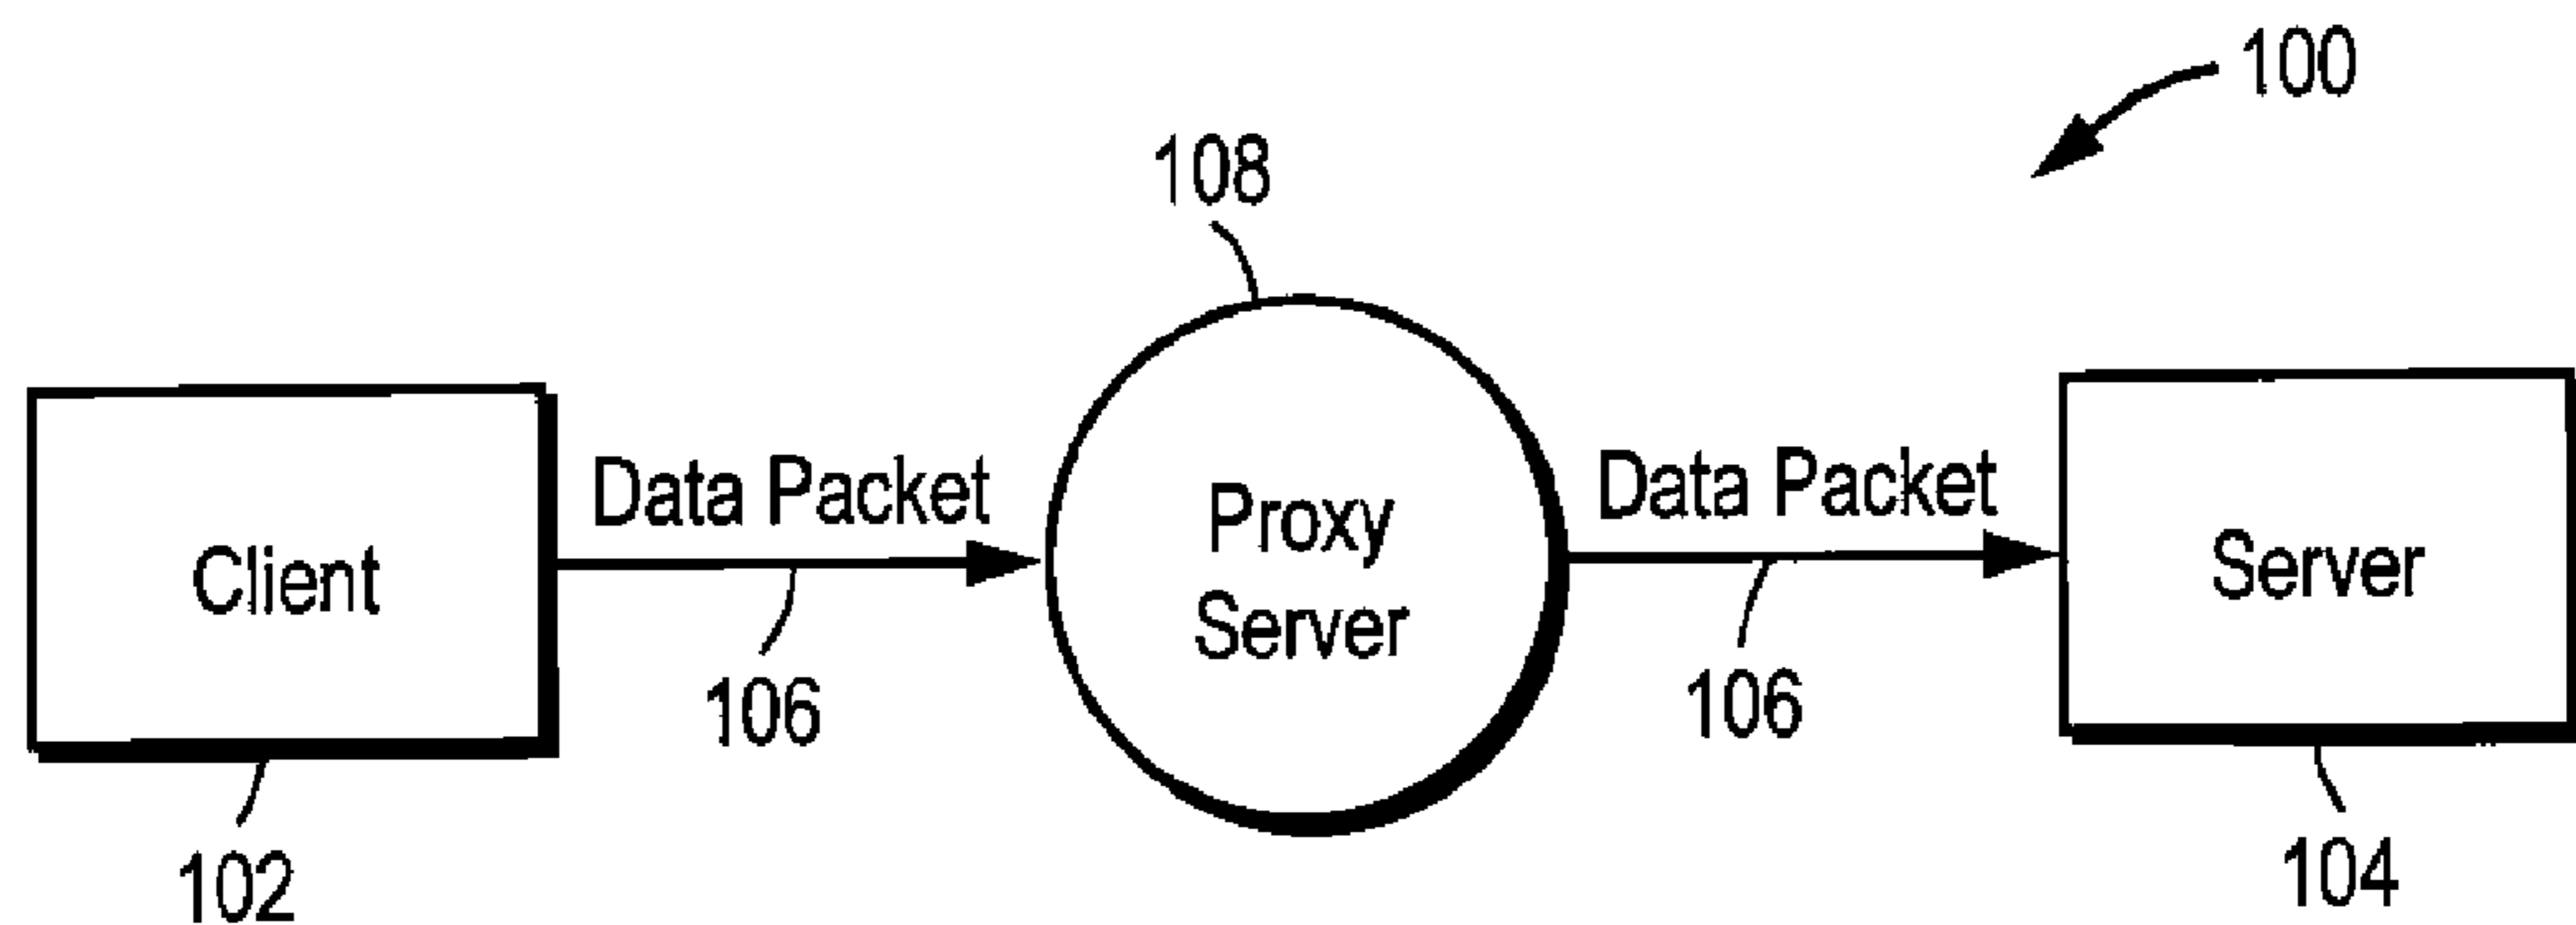 100
108
Data Packet
Data Packet
Proxy
Server
Client
Server
106
106
102
104